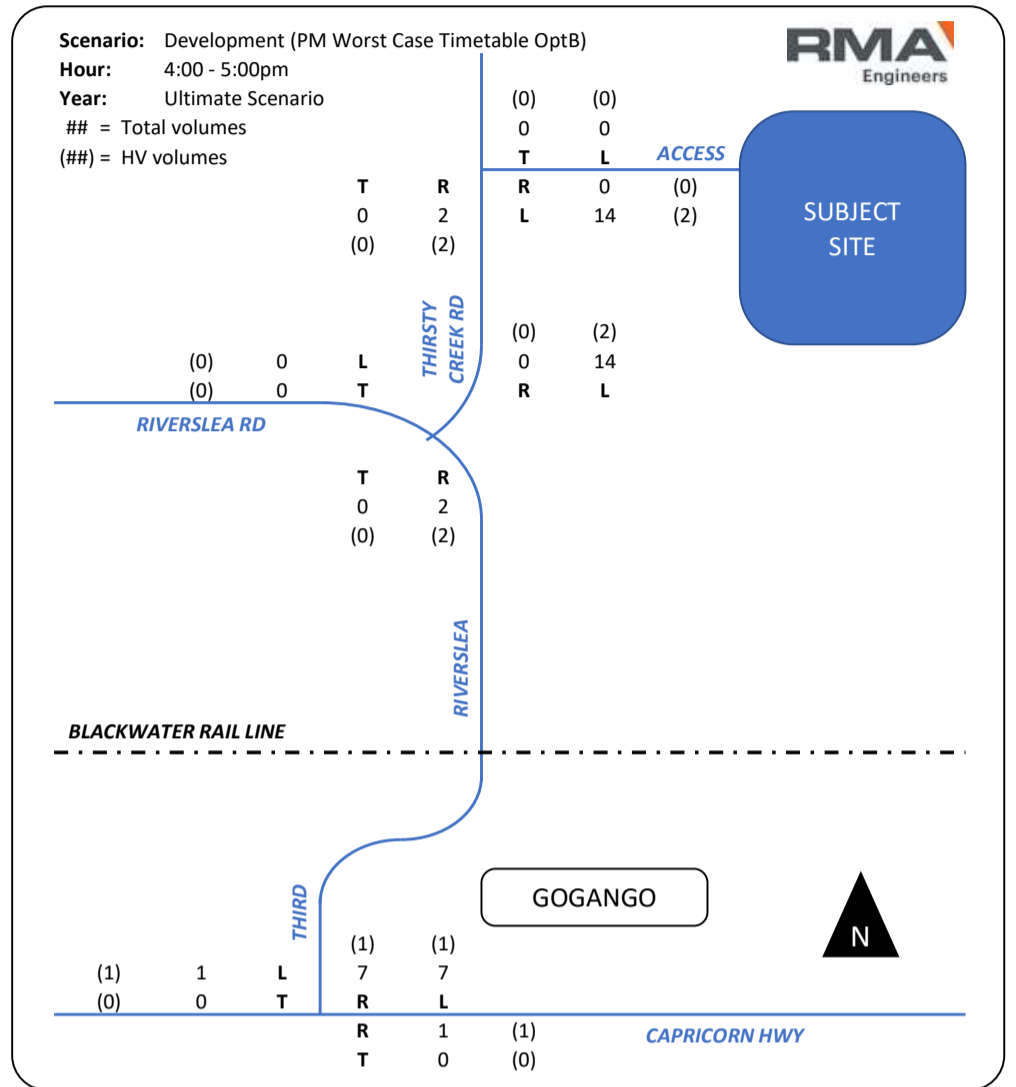 Scenario: Development (PM Worst Case Timetable OptB)
RMA
Engineers
Hour: 4:00 - 5:00pm
Year: Ultimate Scenario
(0) (0)
## = Total volumes
0 0
(##) = HV volumes
T L ACCESS
T R
R 0 (0)
0 2
L 14 (2)
(0) (2)
SUBJECT
SITE
THIRSTY
CREEK RD
(0) (2)
(0) 0 L
0 14
(0) 0 T
R L
RIVERSLEA RD
T R
0 2
(0) (2)
RIVERSLEA
BLACKWATER RAIL LINE
THIRD
GOGANGO
N
(1) (1)
(1) 1 L 7 7
(0) 0 T R L
R 1 (1)
CAPRICORN HWY
T 0 (0)